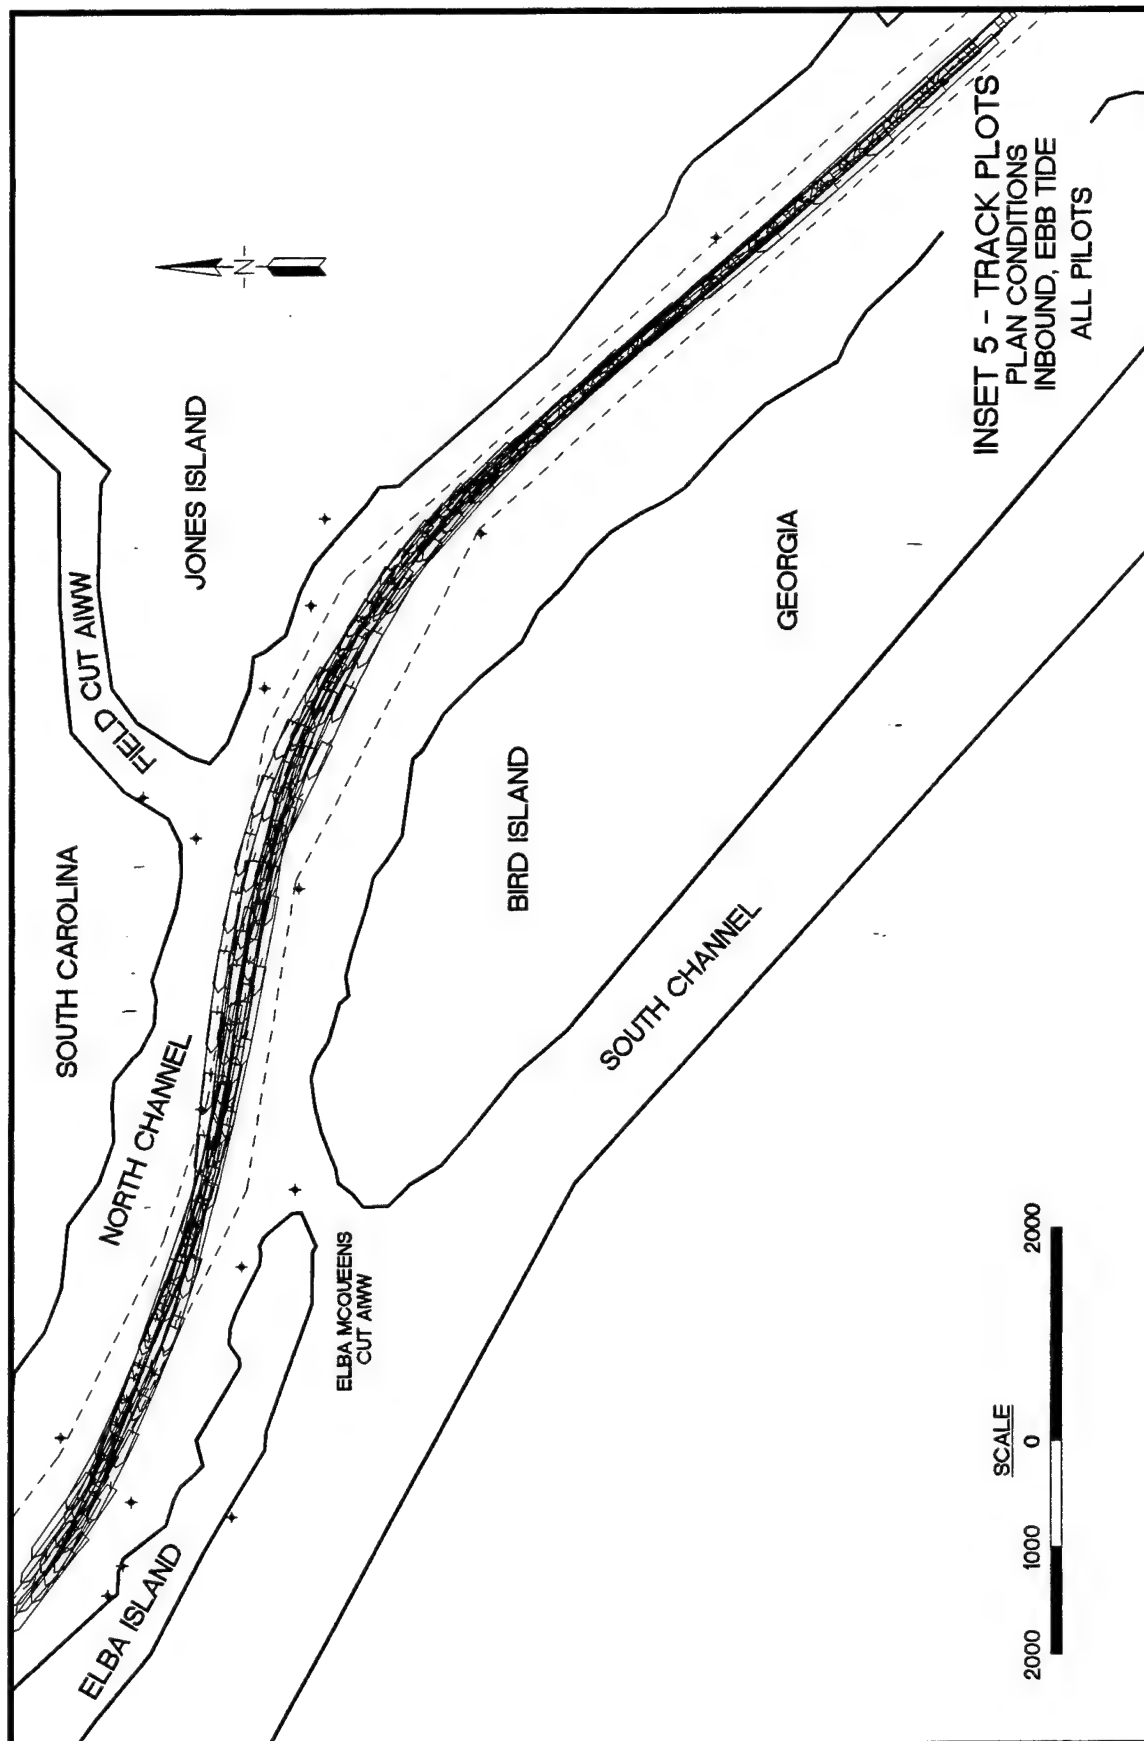 SOUTH CAROLINA
FIELD CUT AIWW
JONES ISLAND
N
NORTH CHANNEL
ELBA ISLAND
ELBA MCQUEENS
CUT AIWW
BIRD ISLAND
GEORGIA
SOUTH CHANNEL
SCALE
2000 1000 0 2000
INSET 5 - TRACK PLOTS
PLAN CONDITIONS
INBOUND, EBB TIDE
ALL PILOTS